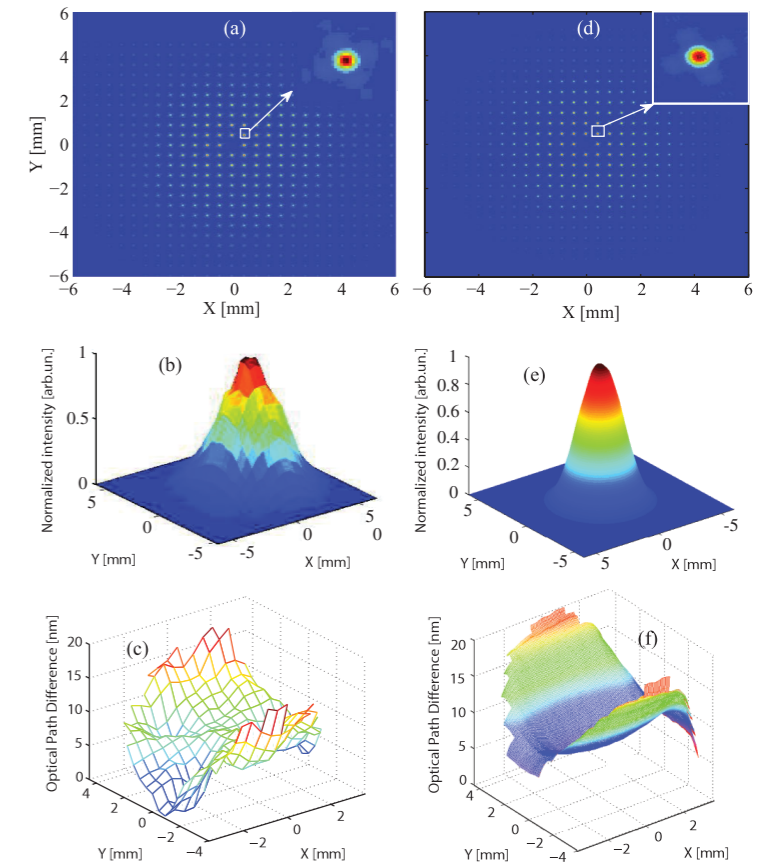 (a)
(d)
6
4
2
0
−2
−4
−6
Y [mm]
−6 −4 −2 0 2 4 6
X [mm]
−6 −4 −2 0 2 4 6
X [mm]
(b)
Normalized intensity [arb.un.]
1
0.5
0
5
0
-5
Y [mm]
-5
0
5
0
X [mm]
(e)
Normalized intensity [arb.un.]
1
0.8
0.6
0.4
0.2
0
5
0
-5
Y [mm]
5
0
-5
X [mm]
(c)
Optical Path Difference [nm]
20
15
10
5
0
4
2
0
−2
−4
Y [mm]
−2
0
2
X [mm]
(f)
Optical Path Difference [nm]
20
15
10
5
0
4
2
0
−2
−4
Y [mm]
−2
0
2
X [mm]